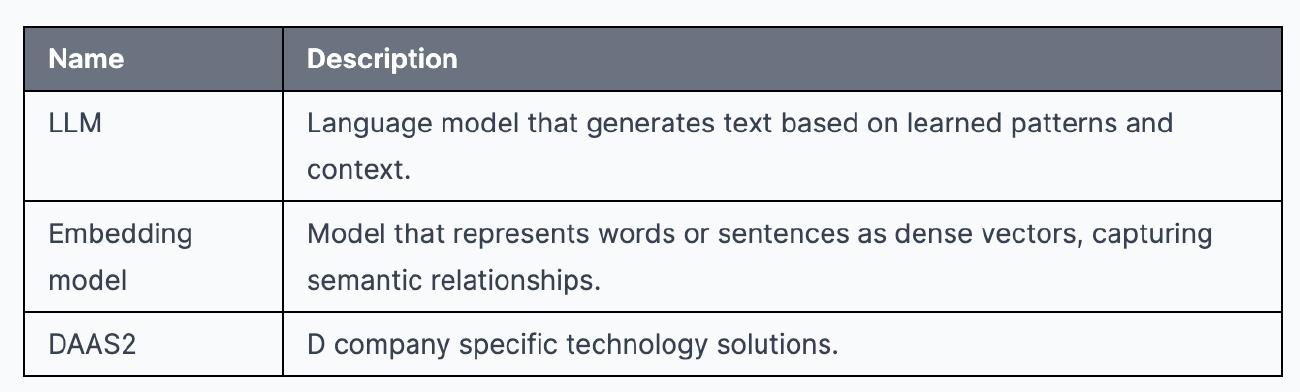 Name Description
LLM Language model that generates text based on learned patterns and
context.
Embedding Model that represents words or sentences as dense vectors, capturing
model semantic relationships.
DAAS2 D company specific technology solutions.